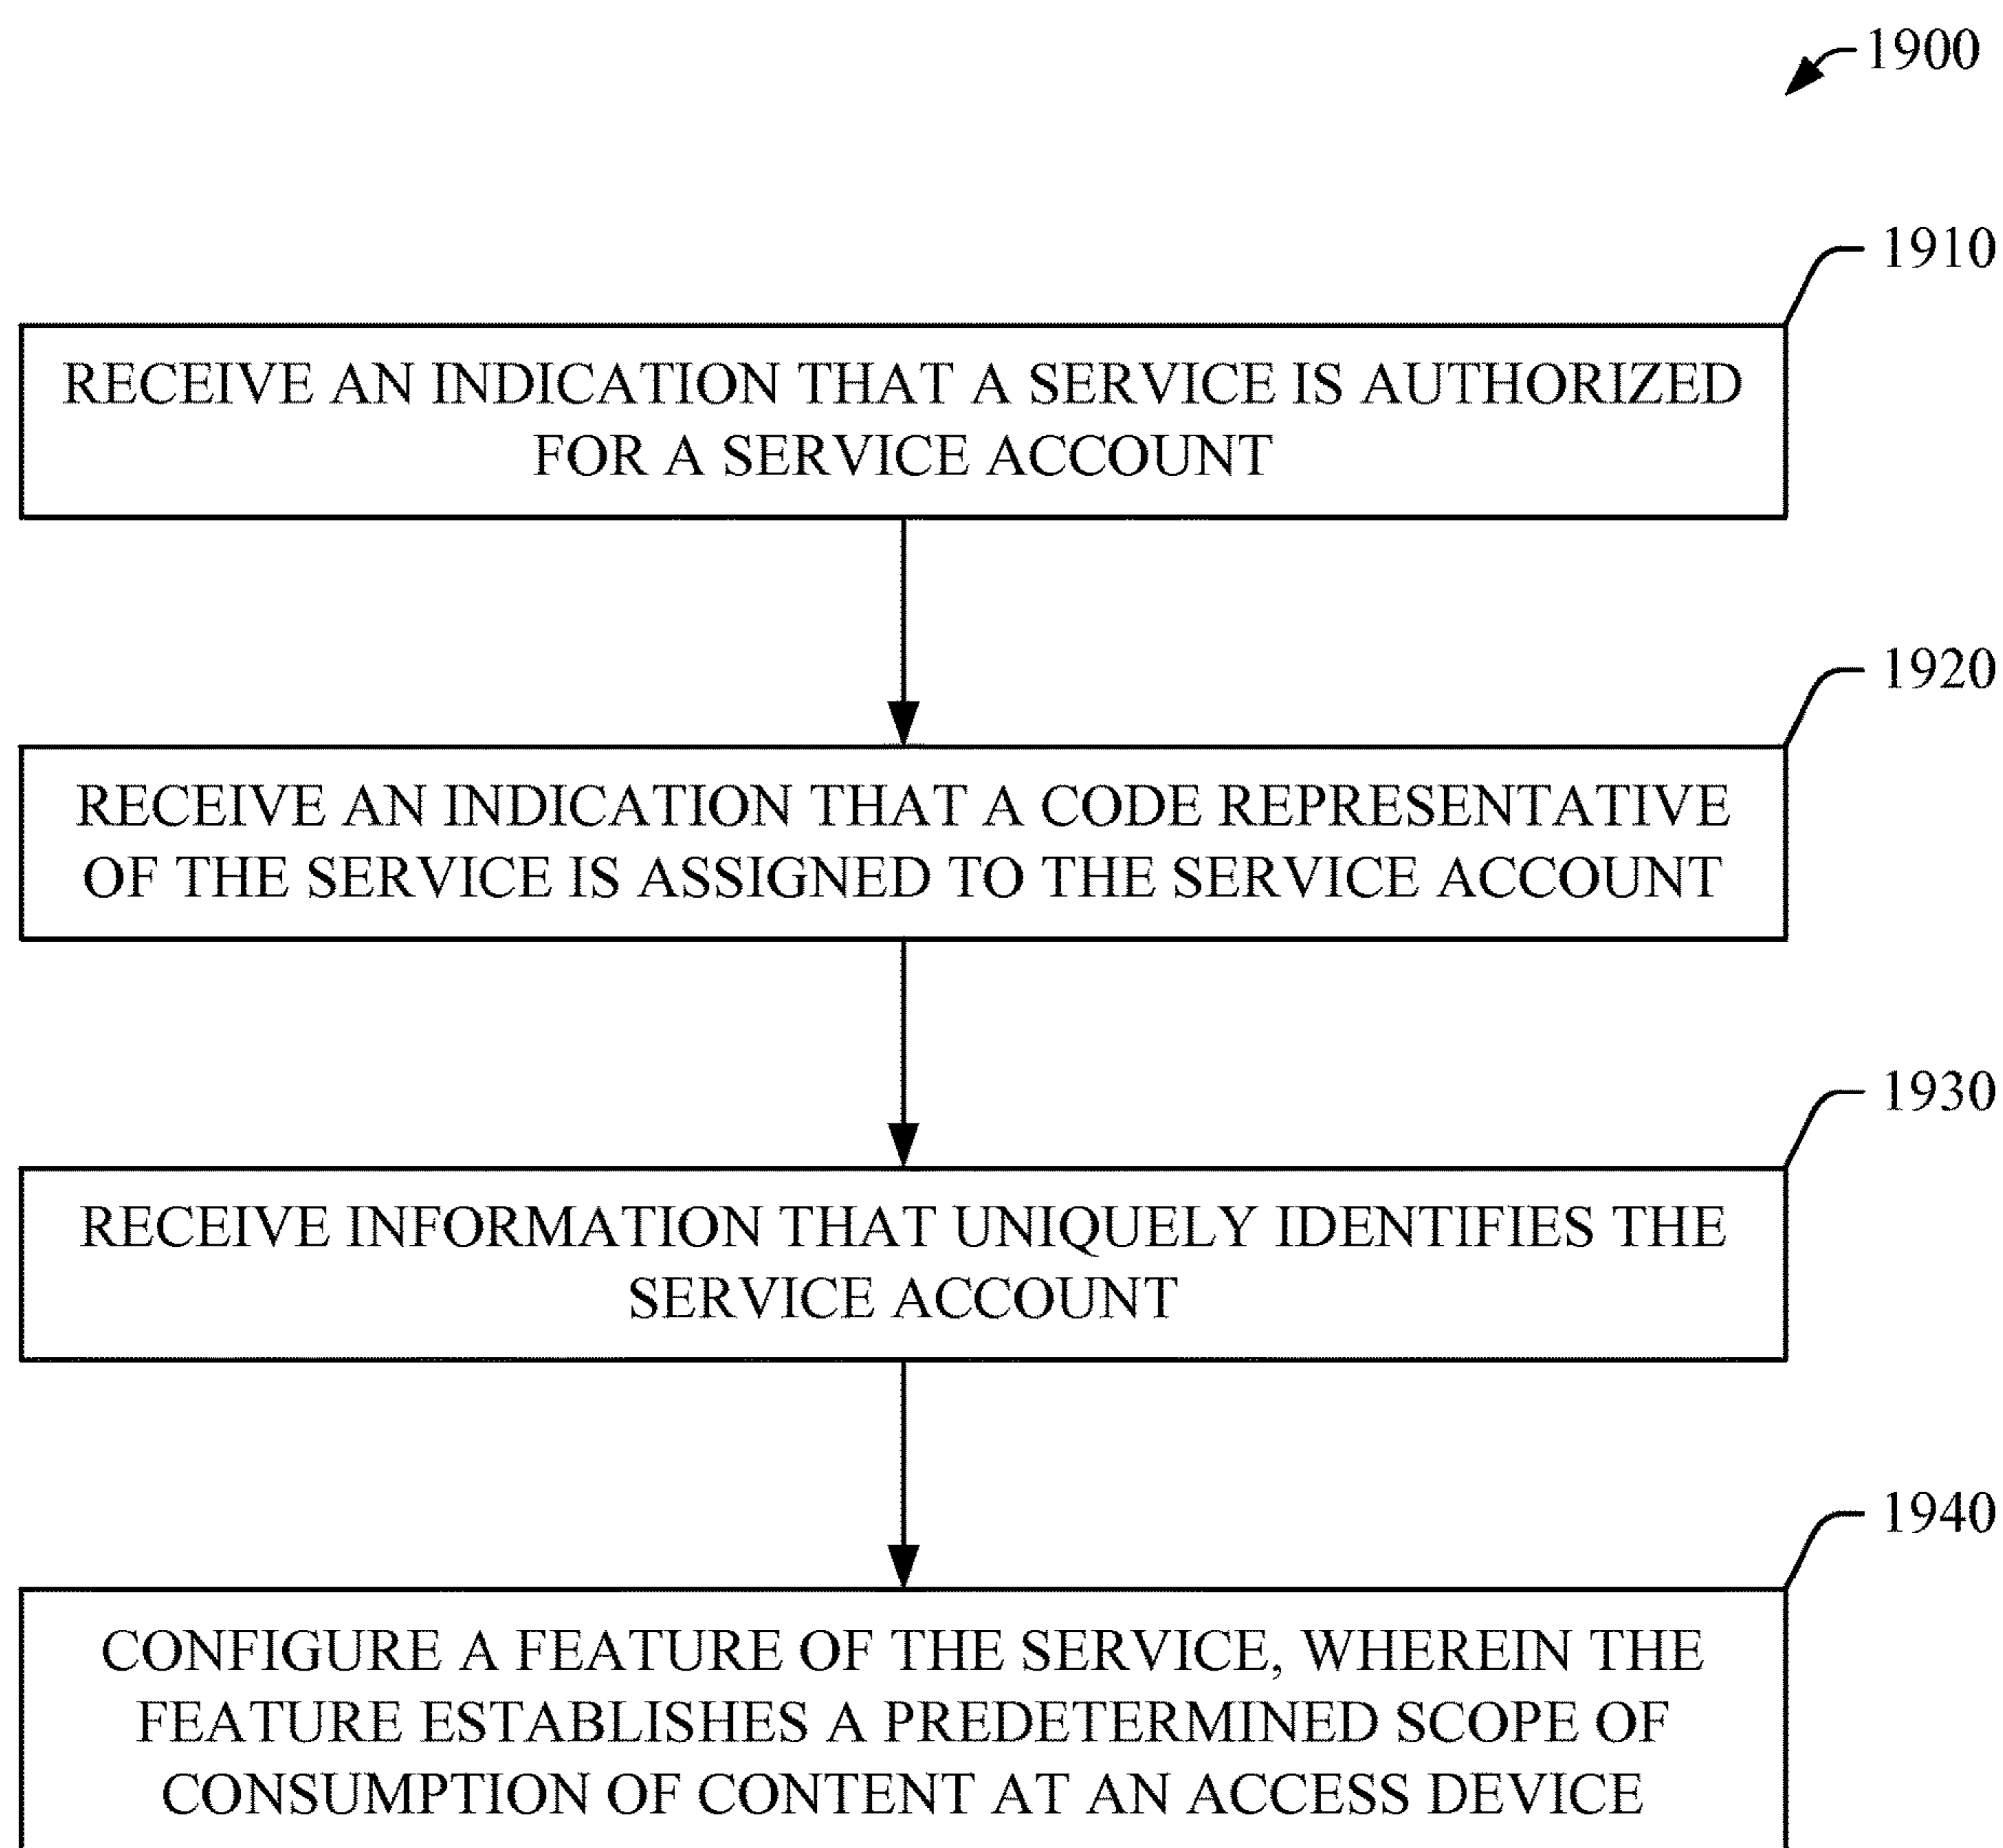 1900
1910
RECEIVE AN INDICATION THAT A SERVICE IS AUTHORIZED
FOR A SERVICE ACCOUNT
1920
RECEIVE AN INDICATION THAT A CODE REPRESENTATIVE
OF THE SERVICE IS ASSIGNED TO THE SERVICE ACCOUNT
1930
RECEIVE INFORMATION THAT UNIQUELY IDENTIFIES THE
SERVICE ACCOUNT
1940
CONFIGURE A FEATURE OF THE SERVICE, WHEREIN THE
FEATURE ESTABLISHES A PREDETERMINED SCOPE OF
CONSUMPTION OF CONTENT AT AN ACCESS DEVICE